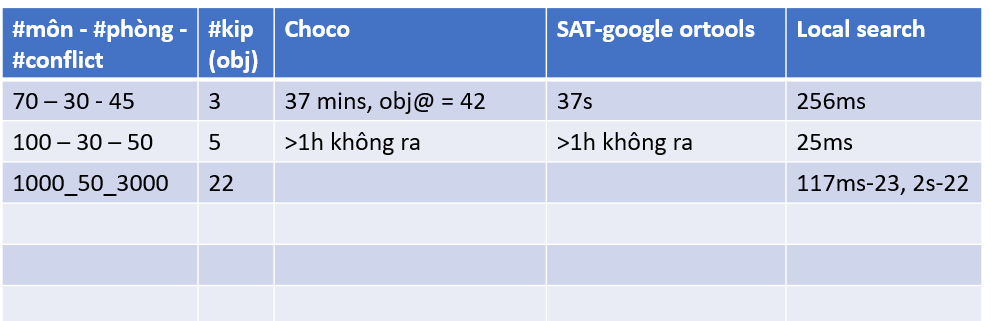 #môn - #phòng - #conflict #kip (obj) Choco SAT-google ortools Local search
70 – 30 - 45 3 37 mins, obj@ = 42 37s 256ms
100 – 30 – 50 5 >1h không ra >1h không ra 25ms
1000_50_3000 22 117ms-23, 2s-22